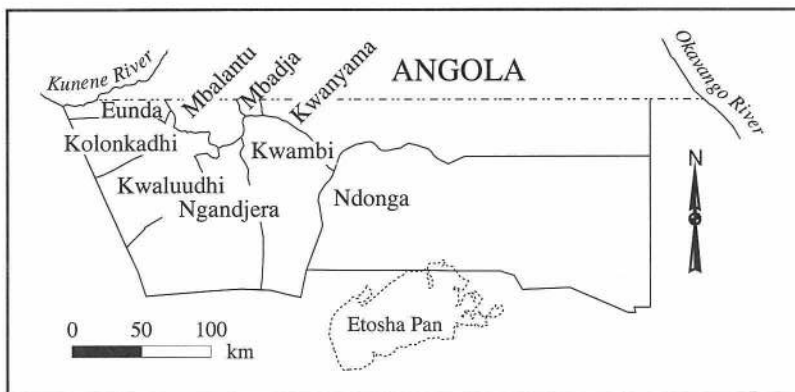 Kunene River
Mbalantu
Mbadja
Kwanyama
ANGOLA
Okavango River
Eunda
Kolonkadhi
Kwambi
Kwaluudhi
Ngandjera
Ndonga
N
Etosha Pan
0 50 100
km